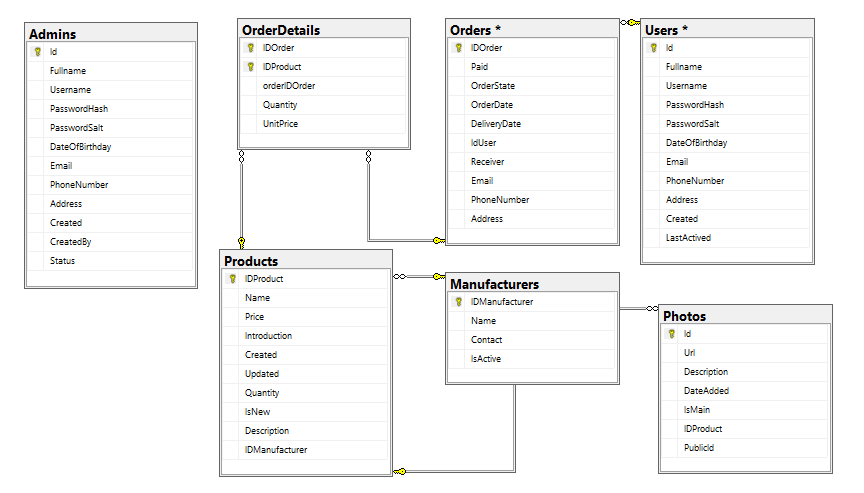 Admins
Id
Fullname
Username
PasswordHash
PasswordSalt
DateOfBirthday
Email
PhoneNumber
Address
Created
CreatedBy
Status
OrderDetails
IDOrder
IDProduct
orderIDOrder
Quantity
UnitPrice
Orders *
IDOrder
Paid
OrderState
OrderDate
DeliveryDate
IdUser
Receiver
Email
PhoneNumber
Address
Users *
Id
Fullname
Username
PasswordHash
PasswordSalt
DateOfBirthday
Email
PhoneNumber
Address
Created
LastActived
Products
IDProduct
Name
Price
Introduction
Created
Updated
Quantity
IsNew
Description
IDManufacturer
Manufacturers
IDManufacturer
Name
Contact
IsActive
Photos
Id
Url
Description
DateAdded
IsMain
IDProduct
PublicId